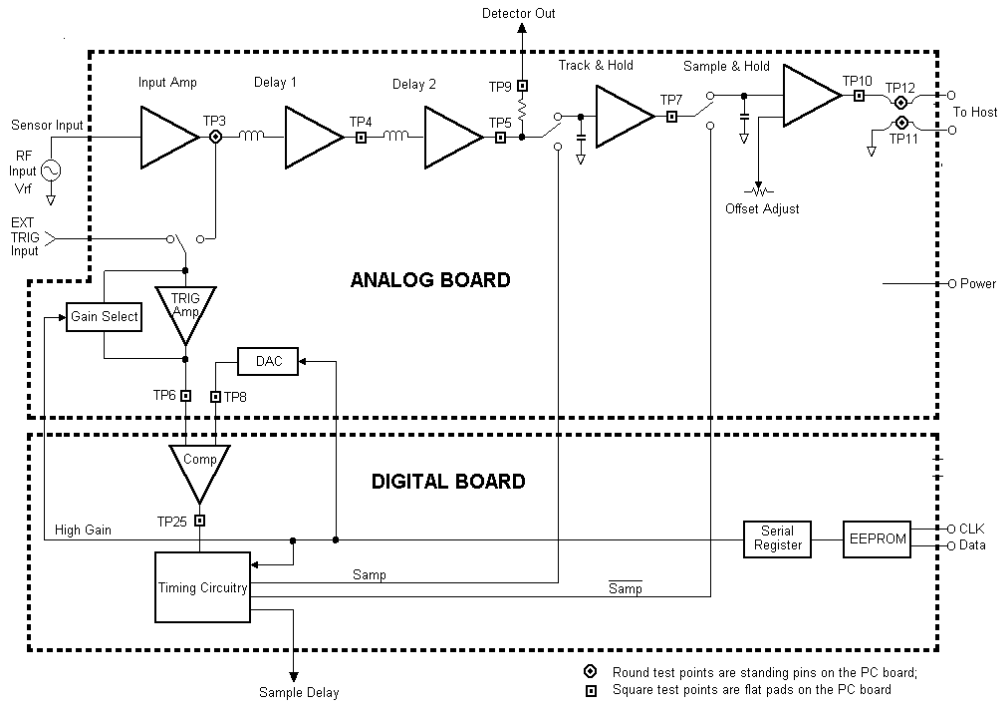 Detector Out
Input Amp
Delay 1
Delay 2
TP9
Track & Hold
Sample & Hold
TP10
TP12
To Host
TP11
Sensor Input
TP3
TP4
TP5
TP7
RF
Input
Vrf
Offset Adjust
EXT
TRIG
Input
ANALOG BOARD
Power
Gain Select
TRIG
Amp
DAC
TP6
TP8
Comp
DIGITAL BOARD
TP25
High Gain
Serial
Register
EEPROM
CLK
Data
Timing Circuitry
Samp
Samp
Sample Delay
Round test points are standing pins on the PC board;
Square test points are flat pads on the PC board